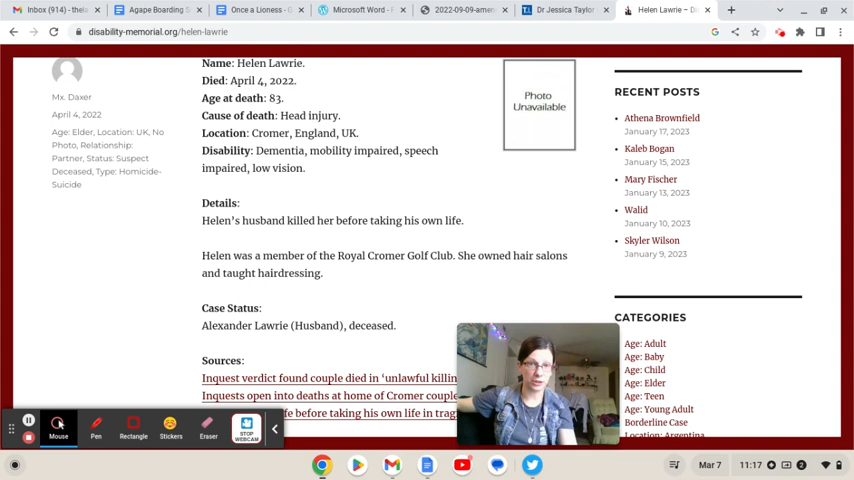 Inbox (914) - thela
Agape Boarding S
Once a Lioness - G
Microsoft Word - F
2022-09-09-amen
Dr Jessica Taylor
Helen Lawrie – De
disability-memorial.org/helen-lawrie
Mx. Daxer
April 4, 2022
Age: Elder, Location: UK, No
Photo, Relationship:
Partner, Status: Suspect
Deceased, Type: Homicide-
Suicide
Name: Helen Lawrie.
Died: April 4, 2022.
Age at death: 83.
Cause of death: Head injury.
Location: Cromer, England, UK.
Disability: Dementia, mobility impaired, speech
impaired, low vision.
Photo
Unavailable
Details:
Helen's husband killed her before taking his own life.
Helen was a member of the Royal Cromer Golf Club. She owned hair salons
and taught hairdressing.
Case Status:
Alexander Lawrie (Husband), deceased.
Sources:
Inquest verdict found couple died in 'unlawful killin
Inquests open into deaths at home of Cromer couple
fe before taking his own life in trag
RECENT POSTS
Athena Brownfield
January 17, 2023
Kaleb Bogan
January 15, 2023
Mary Fischer
January 13, 2023
Walid
January 10, 2023
Skyler Wilson
January 9, 2023
CATEGORIES
Age: Adult
Age: Baby
Age: Child
Age: Elder
Age: Teen
Age: Young Adult
Borderline Case
Location: Argentina
Mouse
Pen
Rectangle
Stickers
Eraser
STOP
WEBCAM
Mar 7
11:17
2